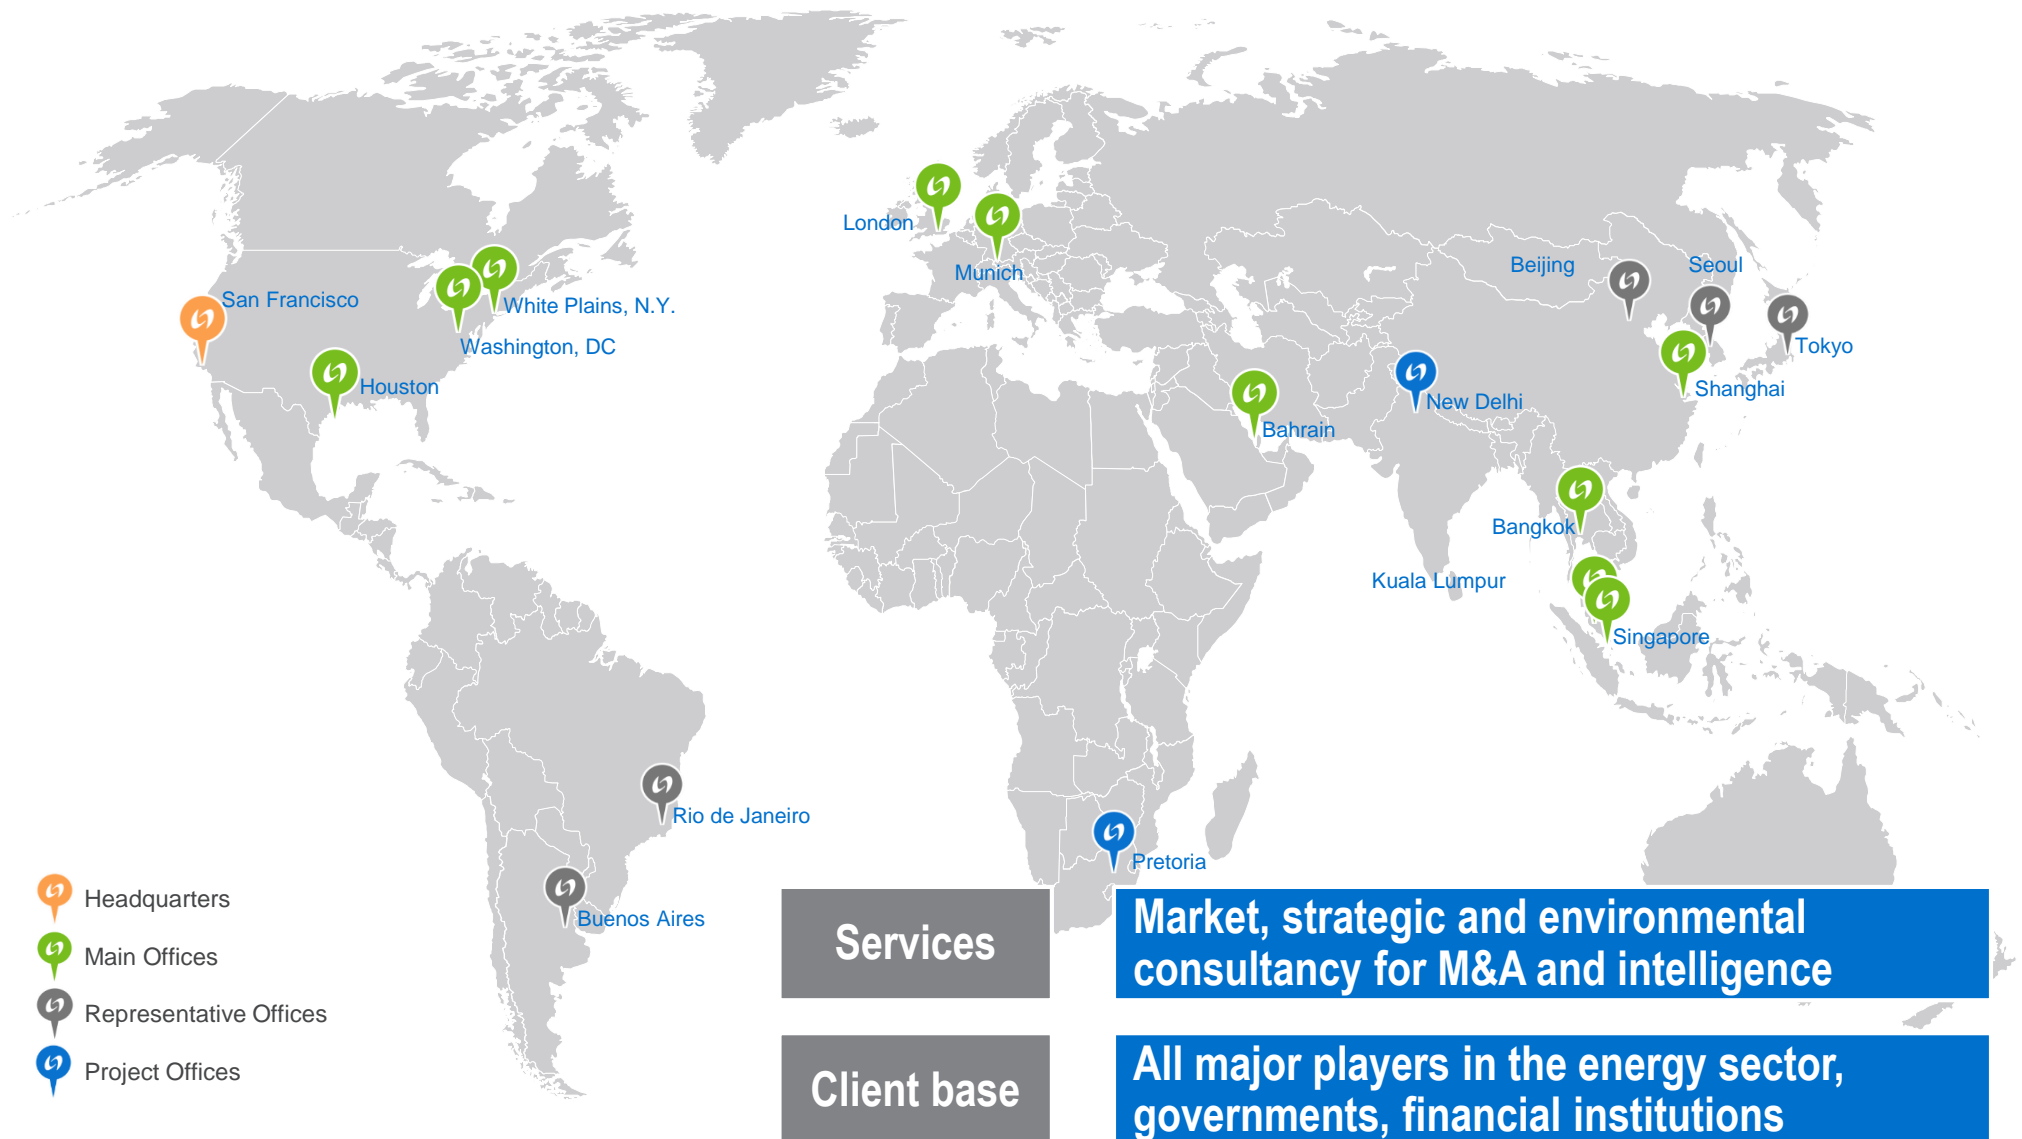 London
Munich
Beijing
Seoul
San Francisco
White Plains, N.Y.
Washington, DC
Tokyo
Houston
Shanghai
New Delhi
Bahrain
Bangkok
Kuala Lumpur
Singapore
Rio de Janeiro
Pretoria
Buenos Aires
Headquarters
Main Offices
Representative Offices
Project Offices
Services
Market, strategic and environmental
consultancy for M&A and intelligence
Client base
All major players in the energy sector,
governments, financial institutions